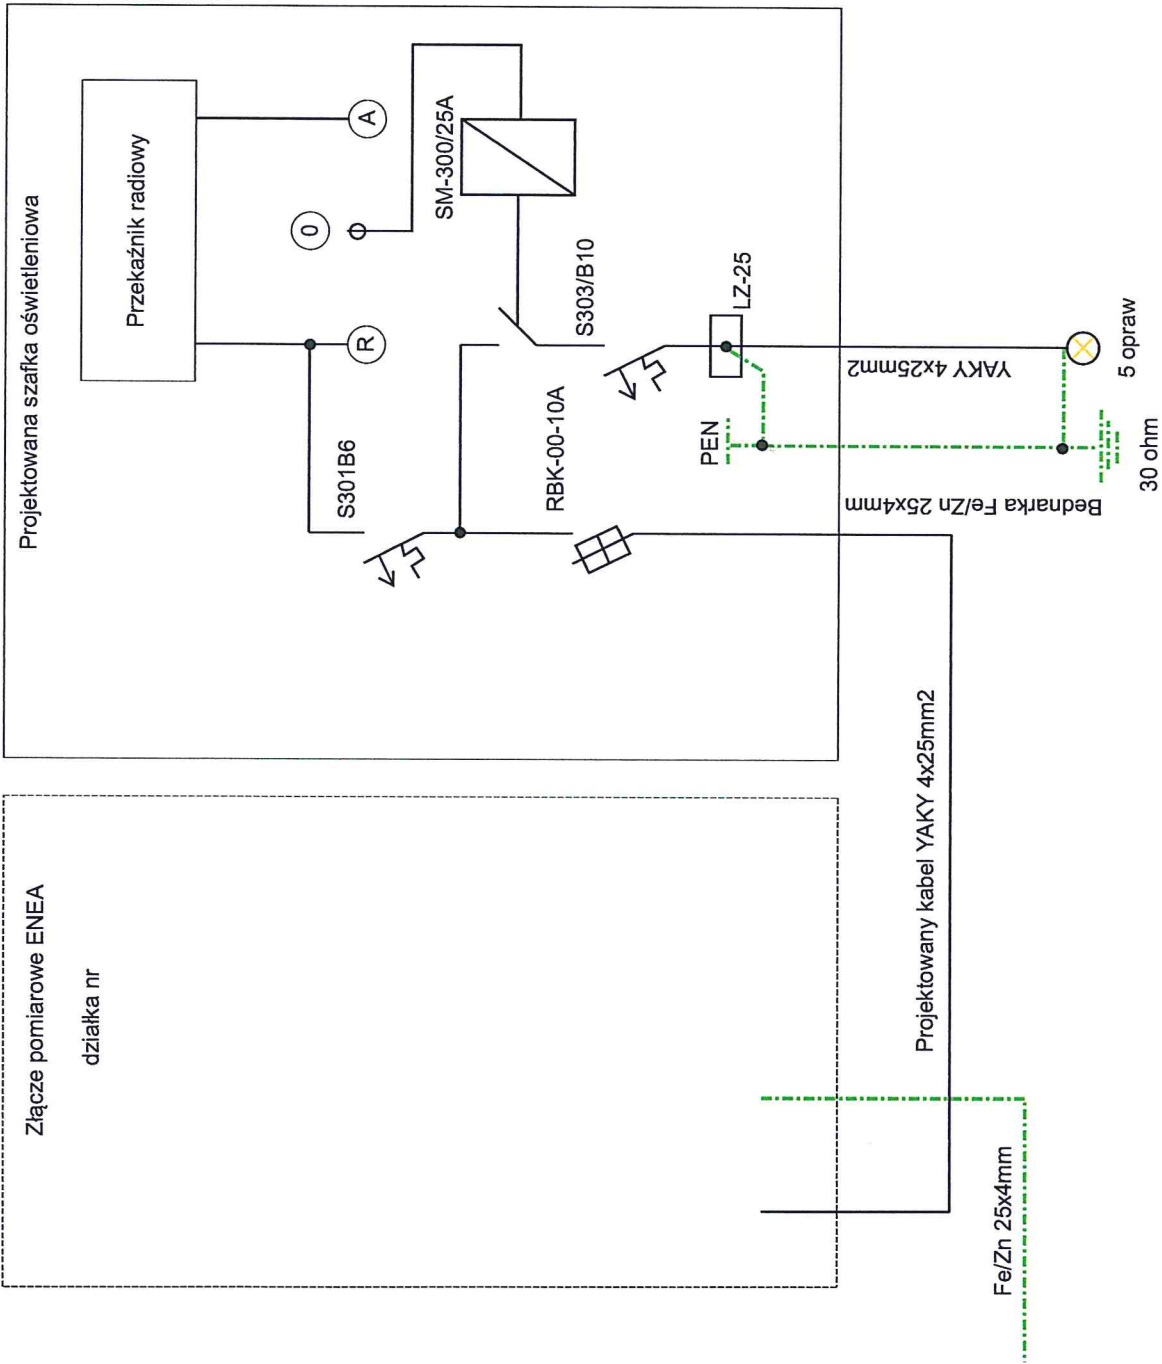 Złącze pomiarowe ENEA
działka nr
Projektowana szafka oświetleniowa
Przekaźnik radiowy
R
0
A
S301B6
SM-300/25A
RBK-00-10A
S303/B10
PEN
LZ-25
YAKY 4x25mm2
Bednarka Fe/Zn 25x4mm
Projektowany kabel YAKY 4x25mm2
Fe/Zn 25x4mm
30 ohm
5 opraw